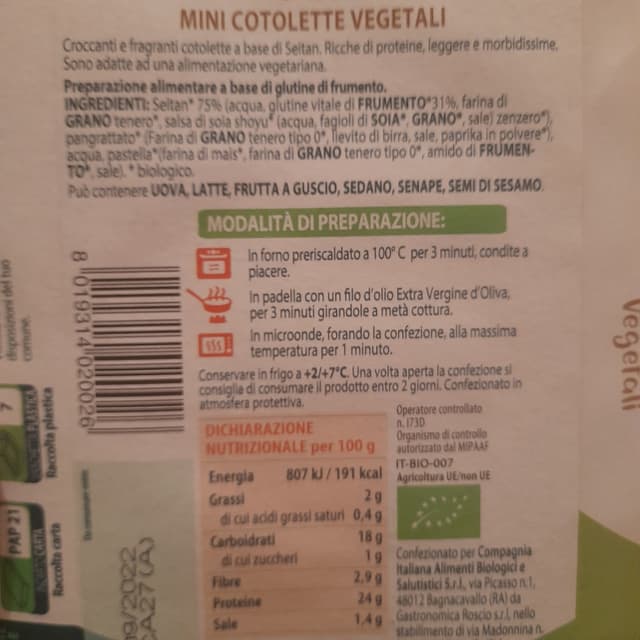 MINI COTOLETTE VEGETALI
Croccanti e fragranti cotolette a base di Seitan. Ricche di proteine, leggere e morbidissime.
Sono adatte ad una alimentazione vegetariana.
Preparazione alimentare a base di glutine di frumento.
INGREDIENTI: Seitan* 75% (acqua, glutine vitale di FRUMENTO*31%, farina di
GRANO tenero*, salsa di soia shoyu* (acqua, fagioli di SOIA*, GRANO*, sale) zenzero*),
pangrattato* (Farina di GRANO tenero tipo 0*, lievito di birra, sale, paprika in polvere*),
acqua, pastella*(farina di mais*, farina di GRANO tenero tipo 0*, amido di FRUMEN-
TO*, sale). * biologico.
Può contenere UOVA, LATTE, FRUTTA A GUSCIO, SEDANO, SENAPE, SEMI DI SESAMO.
MODALITÀ DI PREPARAZIONE:
In forno preriscaldato a 100° C per 3 minuti, condite a
piacere.
In padella con un filo d'olio Extra Vergine d'Oliva,
per 3 minuti girandole a metà cottura.
In microonde, forando la confezione, alla massima
temperatura per 1 minuto.
Conservare in frigo a +2/+7°C. Una volta aperta la confezione si
consiglia di consumare il prodotto entro 2 giorni. Confezionato in
atmosfera protettiva.
DICHIARAZIONE
NUTRIZIONALE per 100 g
Energia 807 kJ / 191 kcal
Grassi 2 g
di cui acidi grassi saturi 0,4 g
Carboidrati 18 g
di cui zuccheri 1 g
Fibre 2,9 g
Proteine 24 g
Sale 1,4 g
Operatore controllato
n. I73D
Organismo di controllo
autorizzato dal MIPAAF
IT-BIO-007
Agricoltura UE/non UE
Confezionato per Compagnia
Italiana Alimenti Biologici e
Salutistici S.r.l., via Picasso n.1,
48012 Bagnacavallo (RA) da
Gastronomica Roscio s.r.l. nello
stabilimento di via Madonnina n.
8 019314 020026
disposizioni del tuo
comune.
7
Raccolta plastica
PAP 21
Raccolta carta
09/2022
CA27(A)
Vegetali